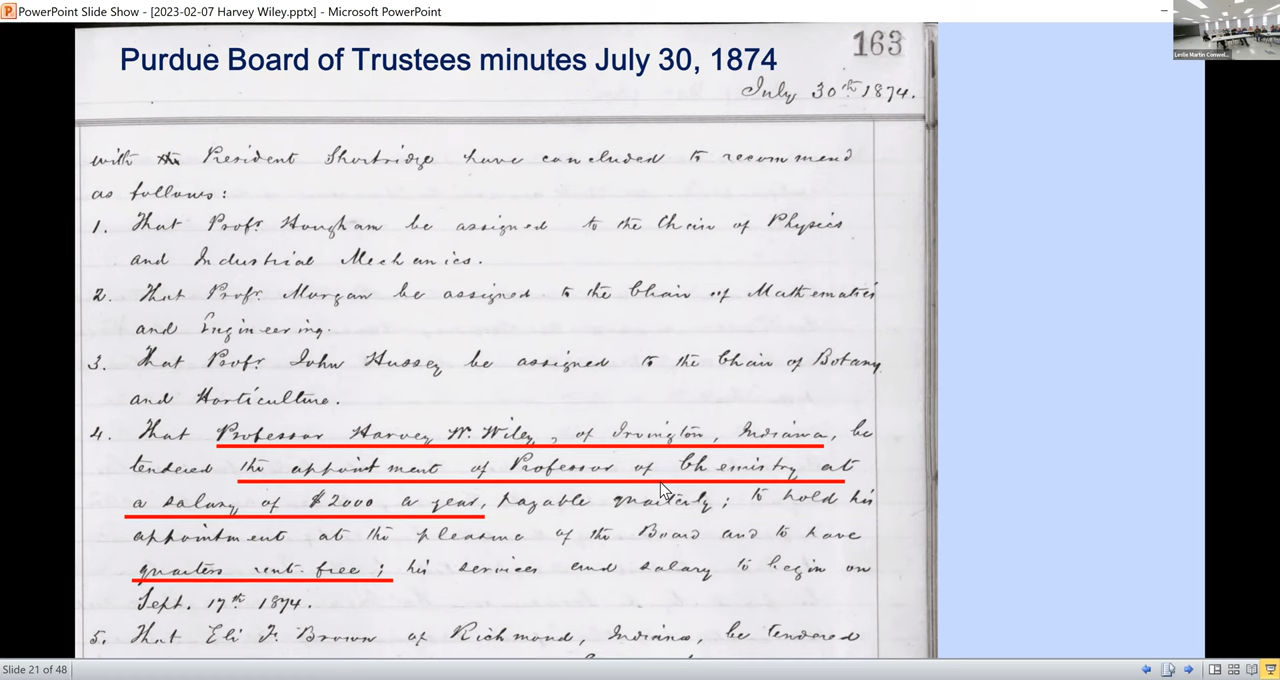 PowerPoint Slide Show - [2023-02-07 Harvey Wiley.pptx] - Microsoft PowerPoint
Leslie Martin Conwel...
Purdue Board of Trustees minutes July 30, 1874
163
July 30th 1874.
with President Shortridge have concluded to recommend
as follows:
1. That Profr. Hougham be assigned to the Chair of Physics
and Industrial Mechanics.
2. That Profr. Morgan be assigned to the Chair of Mathematics
and Engineering.
3. That Profr. John Hussey be assigned to the Chair of Botany
and Horticulture.
4. That Professor Harvey W. Wiley, of Irvington, Indiana, be
tendered the appointment of Professor of Chemistry at
a salary of $2000 a year, payable quarterly; to hold his
appointment at the pleasure of the Board and to have
quarters rent-free; his services and salary to begin on
Sept. 17th 1874.
5. That Eli F. Brown of Richmond, Indiana, be tendered
Slide 21 of 48